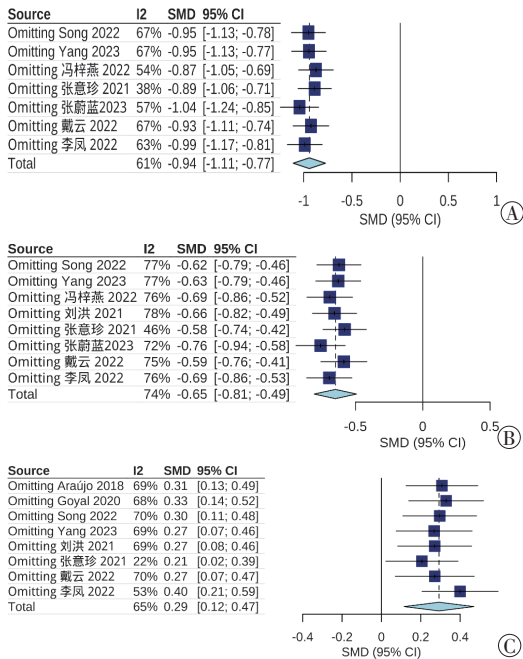 Source I2 SMD 95% CI
Omitting Song 2022 67% -0.95 [-1.13; -0.78]
Omitting Yang 2023 67% -0.95 [-1.13; -0.77]
Omitting 冯梓燕 2022 54% -0.87 [-1.05; -0.69]
Omitting 张意珍 2021 38% -0.89 [-1.06; -0.71]
Omitting 张蔚蓝2023 57% -1.04 [-1.24; -0.85]
Omitting 戴云 2022 67% -0.93 [-1.11; -0.74]
Omitting 李凤 2022 63% -0.99 [-1.17; -0.81]
Total 61% -0.94 [-1.11; -0.77]
-1 -0.5 0 0.5 1
SMD (95% CI)
A
Source I2 SMD 95% CI
Omitting Song 2022 77% -0.62 [-0.79; -0.46]
Omitting Yang 2023 77% -0.63 [-0.79; -0.46]
Omitting 冯梓燕 2022 76% -0.69 [-0.86; -0.52]
Omitting 刘洪 2021 78% -0.66 [-0.82; -0.49]
Omitting 张意珍 2021 46% -0.58 [-0.74; -0.42]
Omitting 张蔚蓝2023 72% -0.76 [-0.94; -0.58]
Omitting 戴云 2022 75% -0.59 [-0.76; -0.41]
Omitting 李凤 2022 76% -0.69 [-0.86; -0.53]
Total 74% -0.65 [-0.81; -0.49]
-0.5 0 0.5
SMD (95% CI)
B
Source I2 SMD 95% CI
Omitting Araújo 2018 69% 0.31 [0.13; 0.49]
Omitting Goyal 2020 68% 0.33 [0.14; 0.52]
Omitting Song 2022 70% 0.30 [0.11; 0.48]
Omitting Yang 2023 69% 0.27 [0.07; 0.46]
Omitting 刘洪 2021 69% 0.27 [0.08; 0.46]
Omitting 张意珍 2021 22% 0.21 [0.02; 0.39]
Omitting 戴云 2022 70% 0.27 [0.07; 0.47]
Omitting 李凤 2022 53% 0.40 [0.21; 0.59]
Total 65% 0.29 [0.12; 0.47]
-0.4 -0.2 0 0.2 0.4
SMD (95% CI)
C